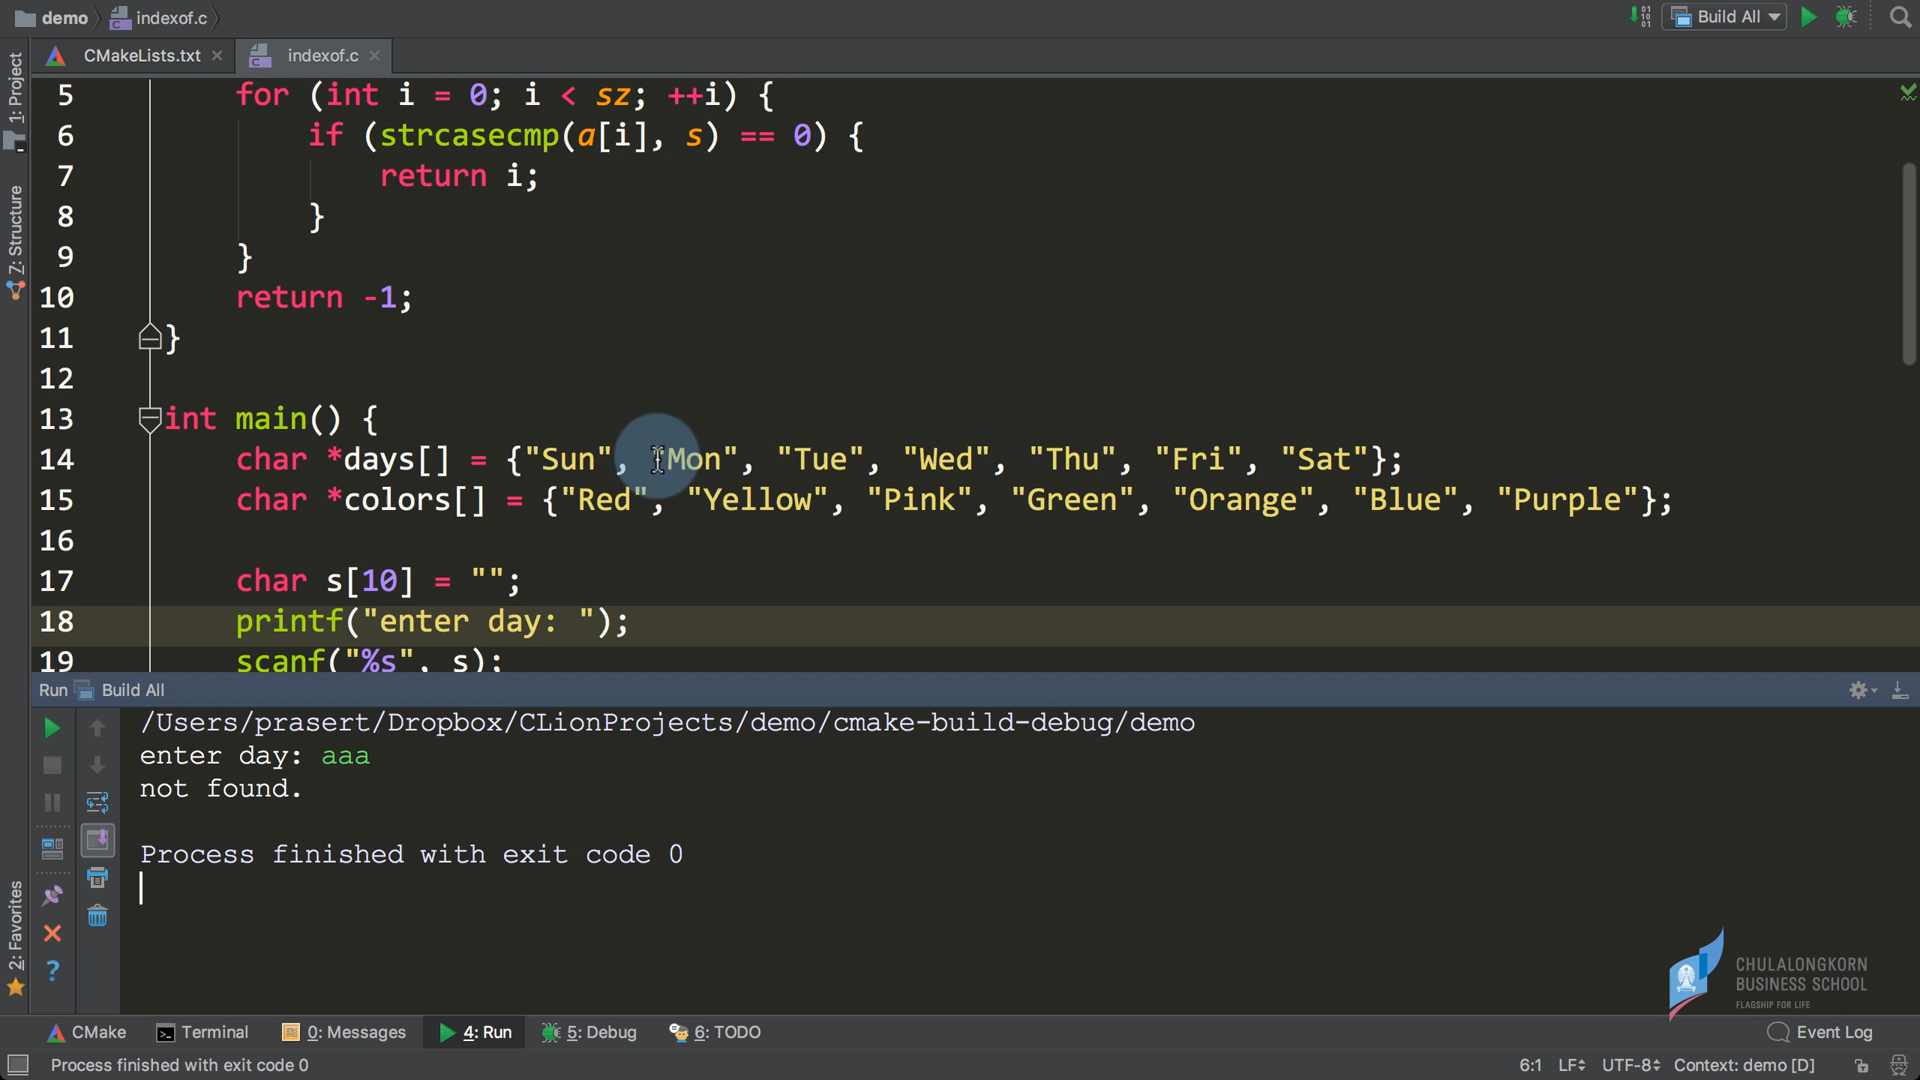 demo indexof.c Build All
CMakeLists.txt indexof.c
1: Project
7: Structure
2: Favorites
5 for (int i = 0; i < sz; ++i) {
6 if (strcasecmp(a[i], s) == 0) {
7 return i;
8 }
9 }
10 return -1;
11 }
12
13 int main() {
14 char *days[] = {"Sun", "Mon", "Tue", "Wed", "Thu", "Fri", "Sat"};
15 char *colors[] = {"Red", "Yellow", "Pink", "Green", "Orange", "Blue", "Purple"};
16
17 char s[10] = "";
18 printf("enter day: ");
19 scanf("%s", s);
Run Build All
/Users/prasert/Dropbox/CLionProjects/demo/cmake-build-debug/demo
enter day: aaa
not found.
Process finished with exit code 0
CHULALONGKORN
BUSINESS SCHOOL
FLAGSHIP FOR LIFE
CMake Terminal 0: Messages 4: Run 5: Debug 6: TODO Event Log
Process finished with exit code 0 6:1 LF UTF-8 Context: demo [D]